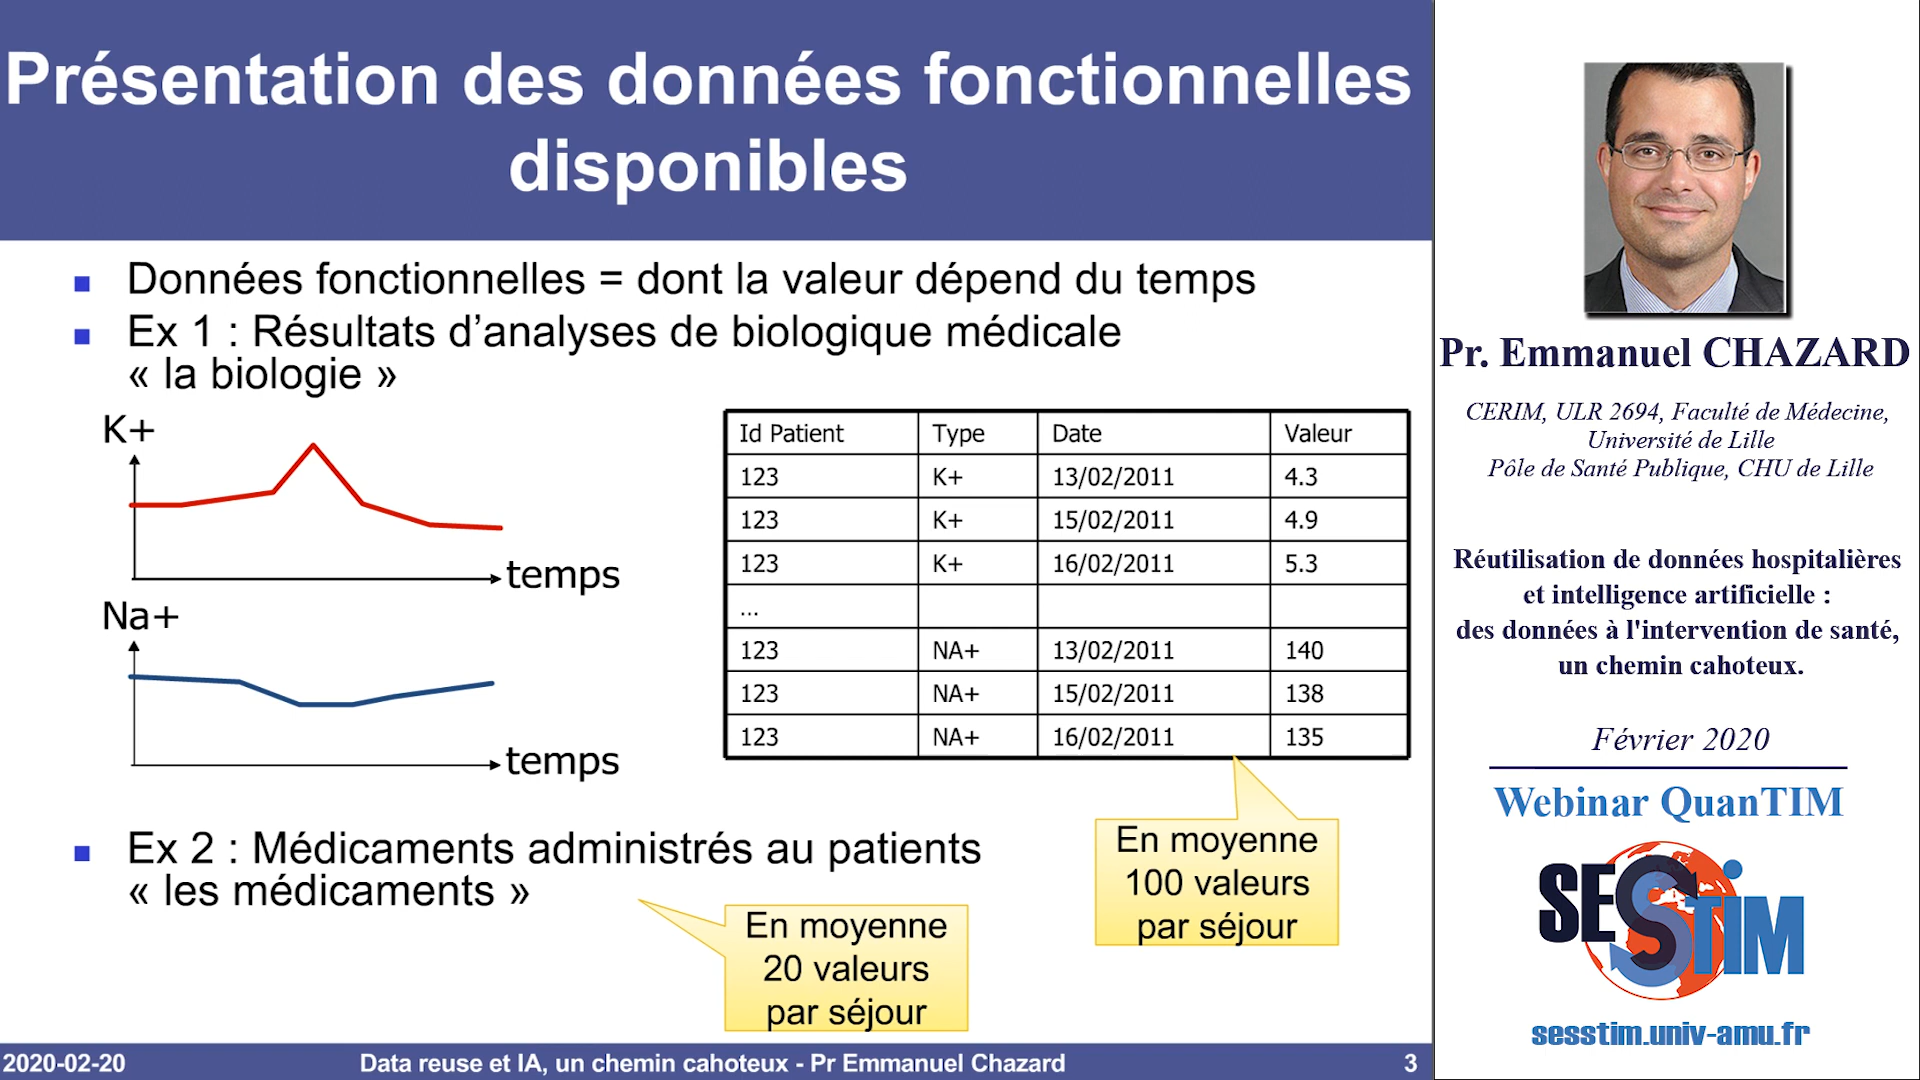 Présentation des données fonctionnelles
disponibles
Données fonctionnelles = dont la valeur dépend du temps
Ex 1 : Résultats d’analyses de biologique médicale
« la biologie »
K+
temps
Na+
temps
Id Patient Type Date Valeur
123 K+ 13/02/2011 4.3
123 K+ 15/02/2011 4.9
123 K+ 16/02/2011 5.3
...
123 NA+ 13/02/2011 140
123 NA+ 15/02/2011 138
123 NA+ 16/02/2011 135
En moyenne
100 valeurs
par séjour
Ex 2 : Médicaments administrés au patients
« les médicaments »
En moyenne
20 valeurs
par séjour
2020-02-20 Data reuse et IA, un chemin cahoteux - Pr Emmanuel Chazard 3
Pr. Emmanuel CHAZARD
CERIM, ULR 2694, Faculté de Médecine,
Université de Lille
Pôle de Santé Publique, CHU de Lille
Réutilisation de données hospitalières
et intelligence artificielle :
des données à l'intervention de santé,
un chemin cahoteux.
Février 2020
Webinar QuanTIM
SESSTIM
sesstim.univ-amu.fr